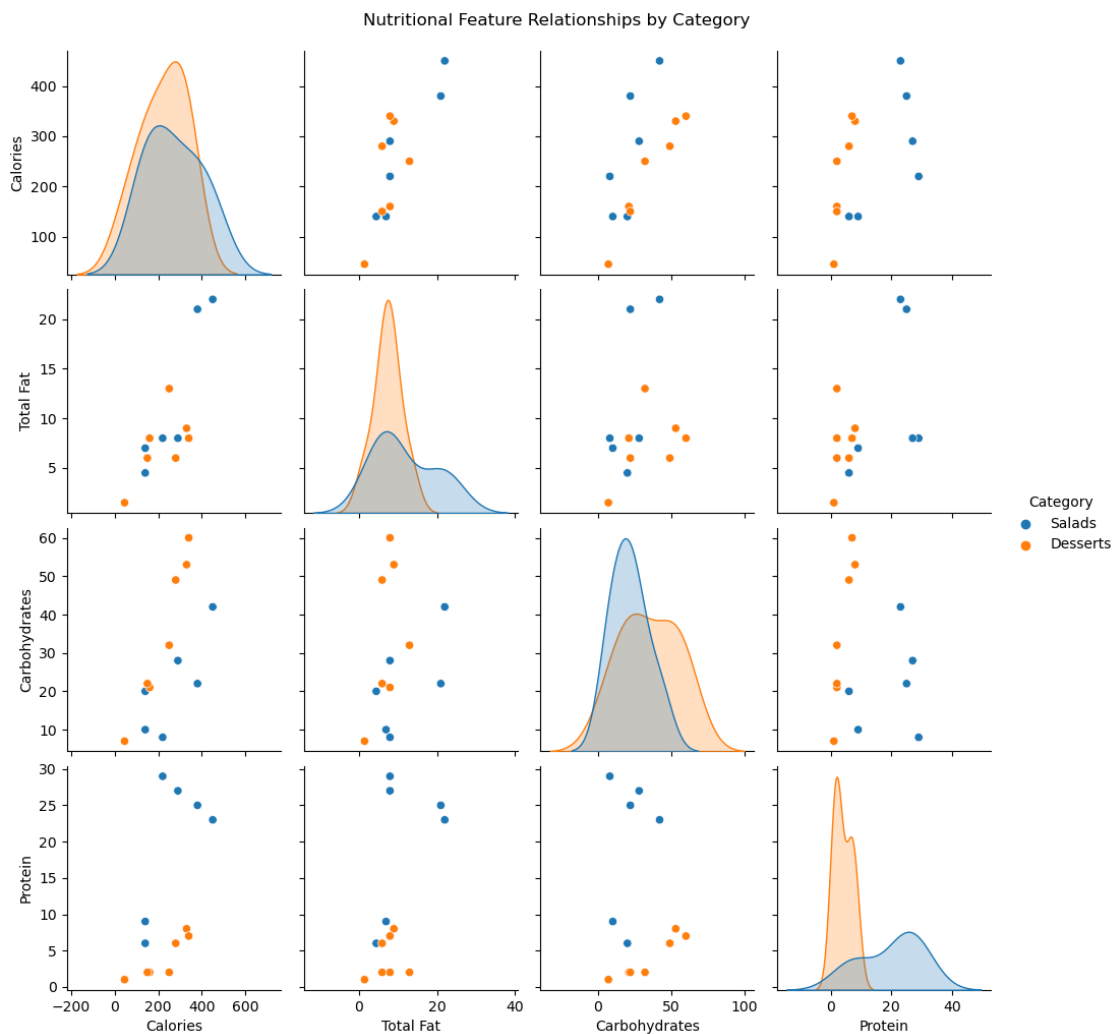 Nutritional Feature Relationships by Category
400
300
200
100
Calories
20
15
10
5
Total Fat
60
50
40
30
20
10
Carbohydrates
30
25
20
15
10
5
0
Protein
−200 0 200 400 600
Calories
0 20 40
Total Fat
0 50 100
Carbohydrates
0 20 40
Protein
Category
Salads
Desserts